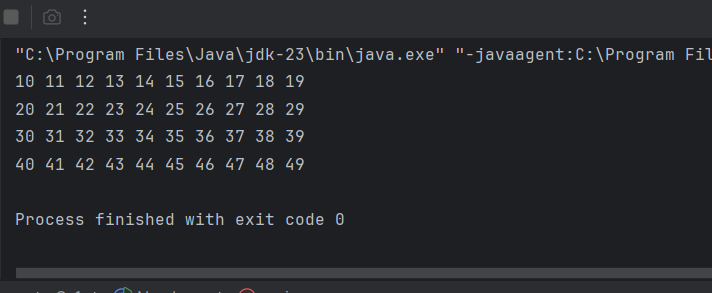 "C:\Program Files\Java\jdk-23\bin\java.exe" "-javaagent:C:\Program Fil
10 11 12 13 14 15 16 17 18 19
20 21 22 23 24 25 26 27 28 29
30 31 32 33 34 35 36 37 38 39
40 41 42 43 44 45 46 47 48 49
Process finished with exit code 0